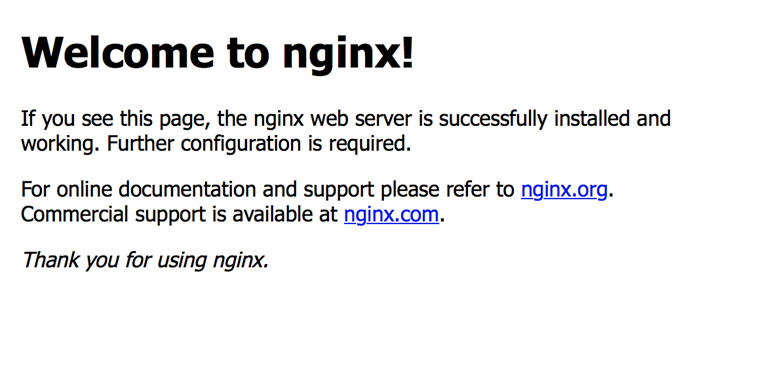 Welcome to nginx!
If you see this page, the nginx web server is successfully installed and
working. Further configuration is required.
For online documentation and support please refer to nginx.org.
Commercial support is available at nginx.com.
Thank you for using nginx.